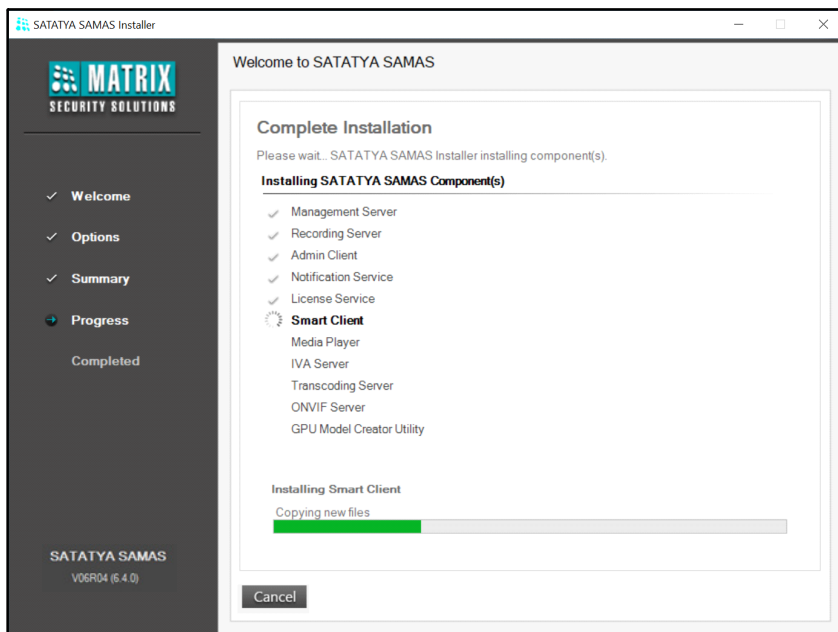 SATATYA SAMAS Installer
MATRIX
SECURITY SOLUTIONS
Welcome
Options
Summary
Progress
Completed
SATATYA SAMAS
V06R04 (6.4.0)
Welcome to SATATYA SAMAS
Complete Installation
Please wait... SATATYA SAMAS Installer installing component(s).
Installing SATATYA SAMAS Component(s)
Management Server
Recording Server
Admin Client
Notification Service
License Service
Smart Client
Media Player
IVA Server
Transcoding Server
ONVIF Server
GPU Model Creator Utility
Installing Smart Client
Copying new files
Cancel